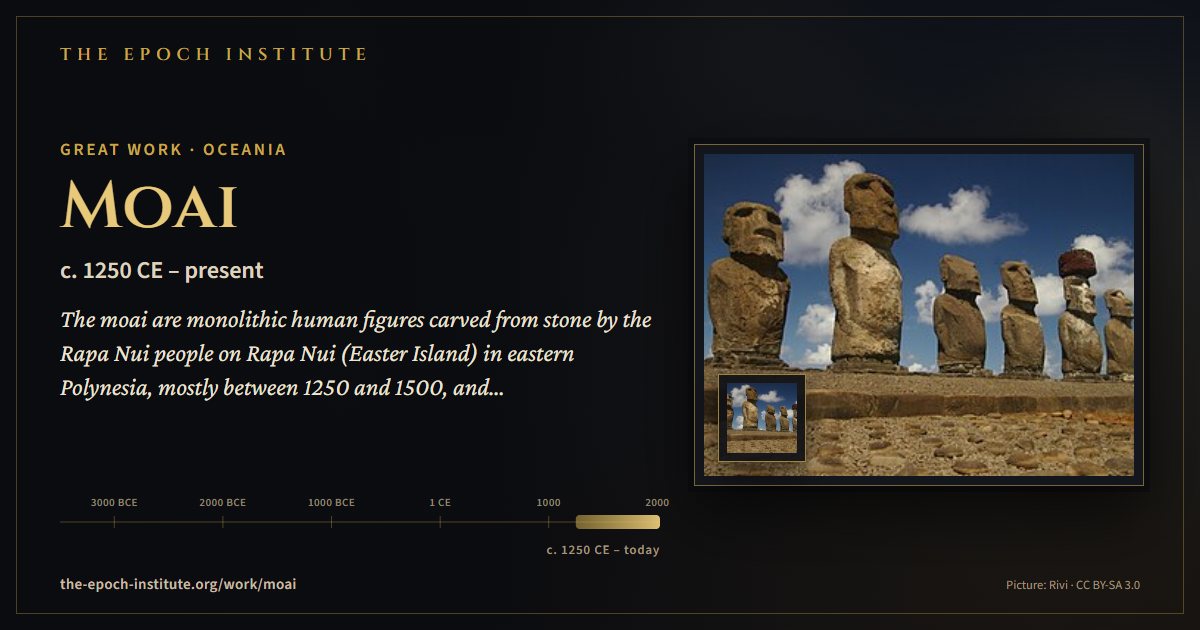 THE EPOCH INSTITUTE
GREAT WORK · OCEANIA
MOAI
c. 1250 CE – present
The moai are monolithic human figures carved from stone by the
Rapa Nui people on Rapa Nui (Easter Island) in eastern
Polynesia, mostly between 1250 and 1500, and...
3000 BCE 2000 BCE 1000 BCE 1 CE 1000 2000
c. 1250 CE – today
the-epoch-institute.org/work/moai
Picture: Rivi · CC BY-SA 3.0